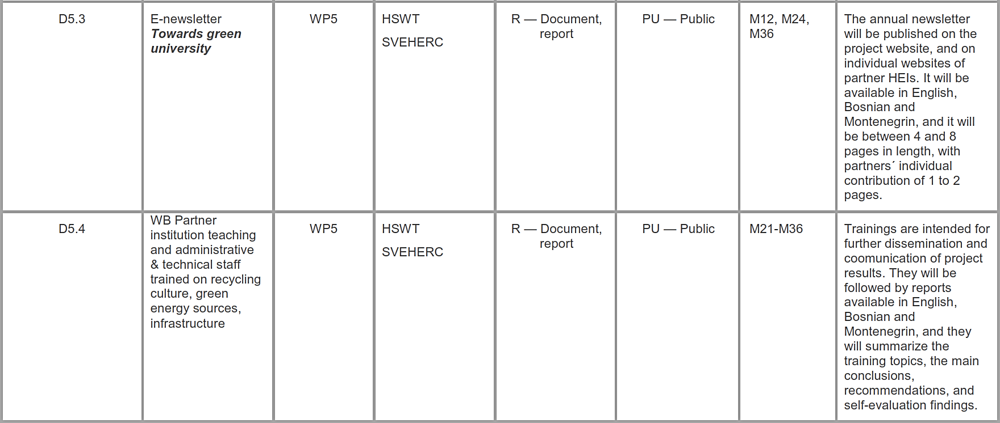 D5.3
E-newsletter
Towards green
university
WP5
HSWT
SVEHERC
R — Document,
report
PU — Public
M12, M24,
M36
The annual newsletter
will be published on the
project website, and on
individual websites of
partner HEIs. It will be
available in English,
Bosnian and
Montenegrin, and it will
be between 4 and 8
pages in length, with
partners´ individual
contribution of 1 to 2
pages.
D5.4
WB Partner
institution teaching
and administrative
& technical staff
trained on recycling
culture, green
energy sources,
infrastructure
WP5
HSWT
SVEHERC
R — Document,
report
PU — Public
M21-M36
Trainings are intended for
further dissemination and
coomunication of project
results. They will be
followed by reports
available in English,
Bosnian and
Montenegrin, and they
will summarize the
training topics, the main
conclusions,
recommendations, and
self-evaluation findings.